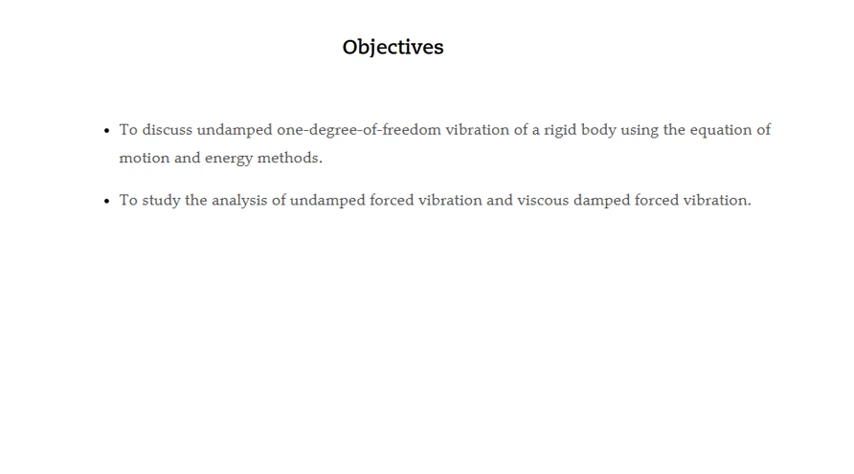 Objectives
• To discuss undamped one-degree-of-freedom vibration of a rigid body using the equation of
motion and energy methods.
• To study the analysis of undamped forced vibration and viscous damped forced vibration.